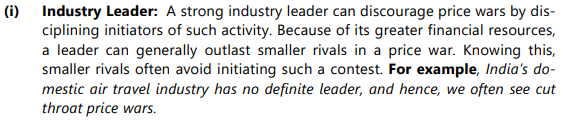 (i) Industry Leader: A strong industry leader can discourage price wars by dis-
ciplining initiators of such activity. Because of its greater financial resources,
a leader can generally outlast smaller rivals in a price war. Knowing this,
smaller rivals often avoid initiating such a contest. For example, India's do-
mestic air travel industry has no definite leader, and hence, we often see cut
throat price wars.